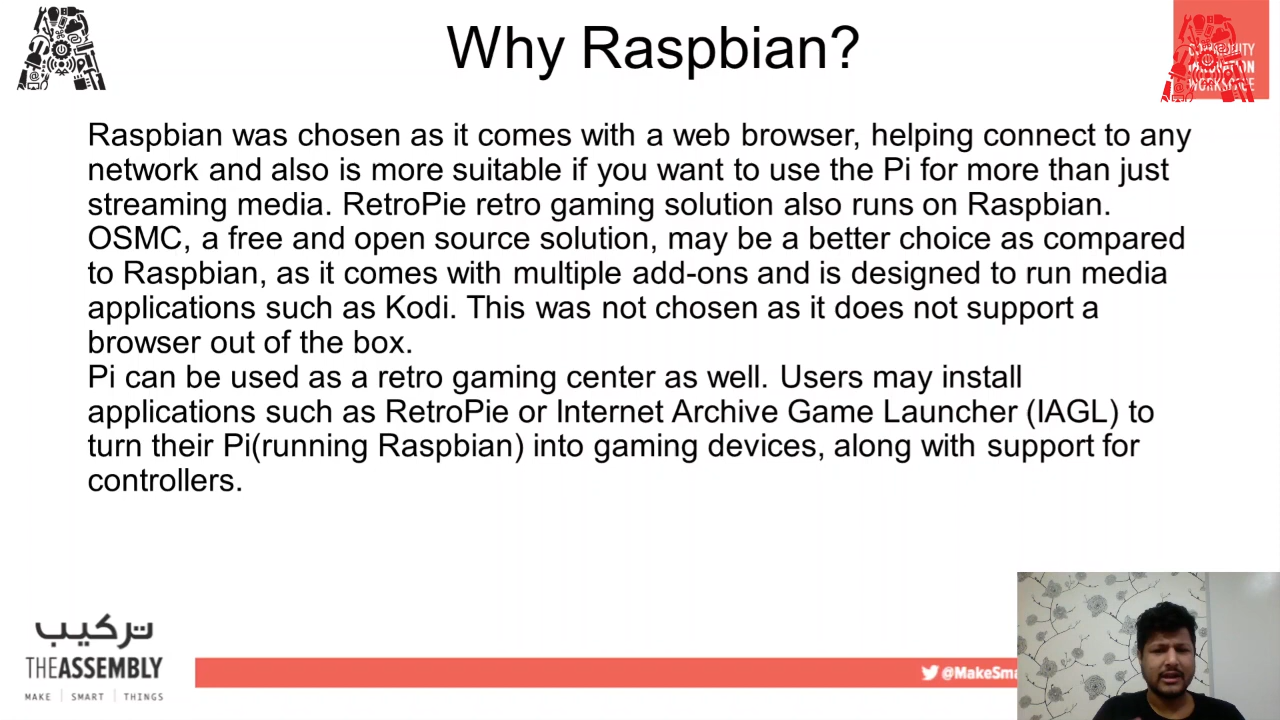 Why Raspbian?
COMMUNITY
INNOVATION
WORKSPACE
Raspbian was chosen as it comes with a web browser, helping connect to any
network and also is more suitable if you want to use the Pi for more than just
streaming media. RetroPie retro gaming solution also runs on Raspbian.
OSMC, a free and open source solution, may be a better choice as compared
to Raspbian, as it comes with multiple add-ons and is designed to run media
applications such as Kodi. This was not chosen as it does not support a
browser out of the box.
Pi can be used as a retro gaming center as well. Users may install
applications such as RetroPie or Internet Archive Game Launcher (IAGL) to
turn their Pi(running Raspbian) into gaming devices, along with support for
controllers.
تركيب
THEASSEMBLY
MAKE | SMART | THINGS
@MakeSma